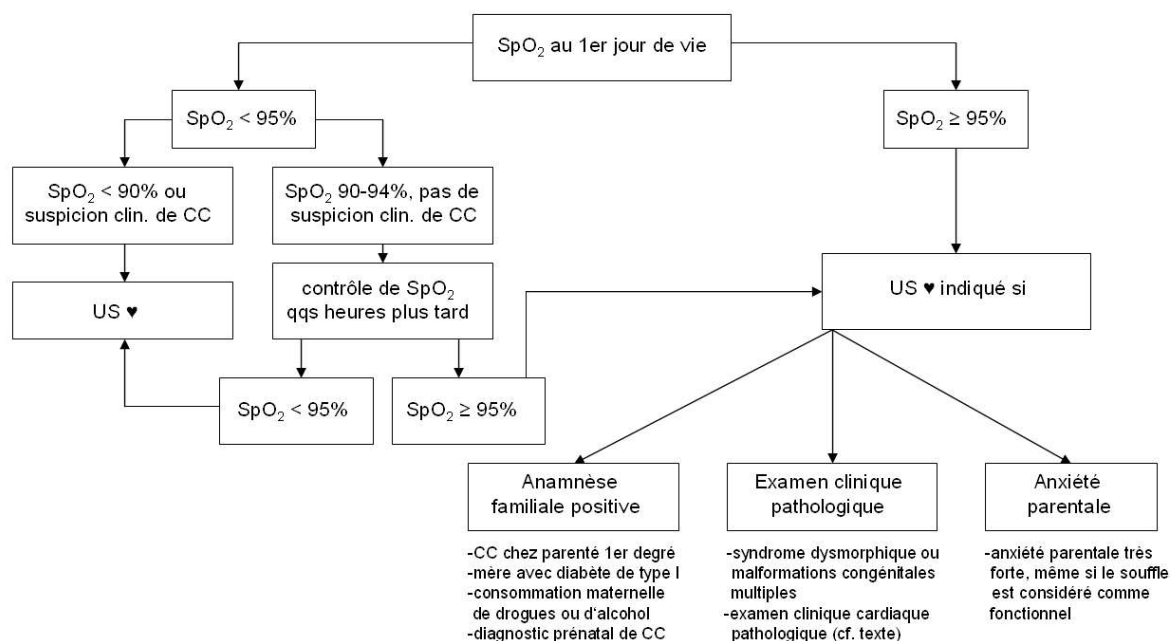 SpO₂ au 1er jour de vie
SpO₂ < 95%
SpO₂ ≥ 95%
SpO₂ < 90% ou
suspicion clin. de CC
SpO₂ 90-94%, pas de
suspicion clin. de CC
US ♥
contrôle de SpO₂
qqs heures plus tard
US ♥ indiqué si
SpO₂ < 95%
SpO₂ ≥ 95%
Anamnèse
familiale positive
-CC chez parenté 1er degré
-mère avec diabète de type I
-consommation maternelle
de drogues ou d'alcohol
-diagnostic prénatal de CC
Examen clinique
pathologique
-syndrome dysmorphique ou
malformations congénitales
multiples
-examen clinique cardiaque
pathologique (cf. texte)
Anxiété
parentale
-anxiété parentale très
forte, même si le souffle
est considéré comme
fonctionnel